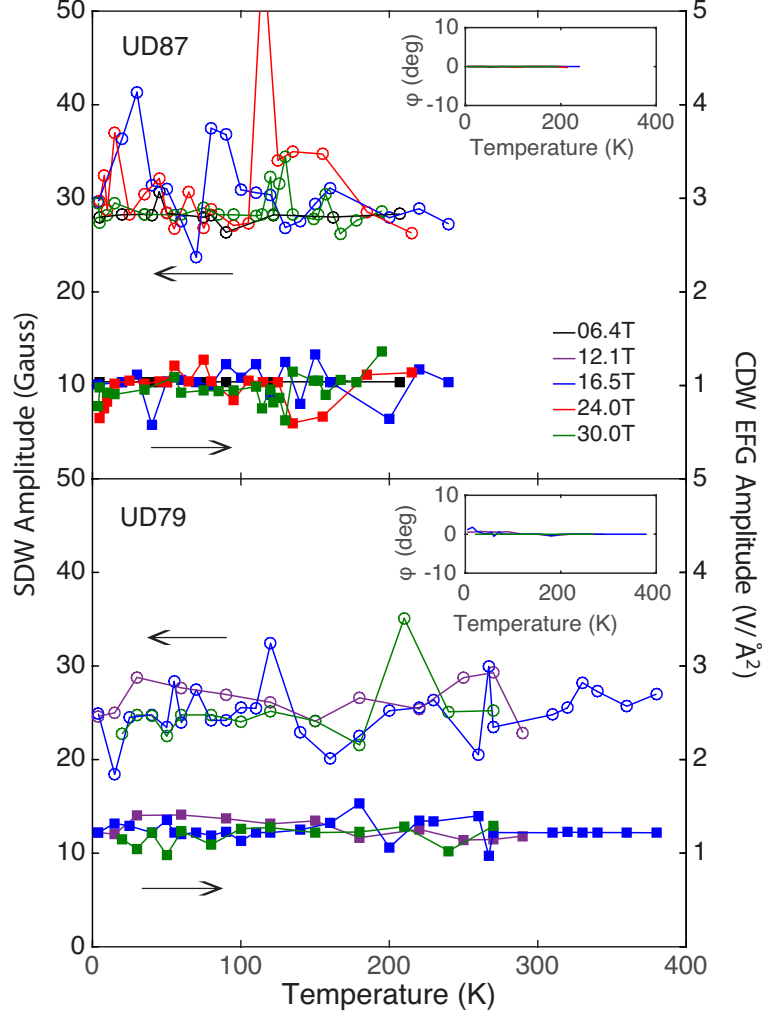 50
UD87
10
0
-10
φ (deg)
0 200 400
Temperature (K)
5
40
4
30
3
20
2
06.4T
12.1T
16.5T
24.0T
30.0T
10
1
50
5
SDW Amplitude (Gauss)
CDW EFG Amplitude (V/Å²)
UD79
10
0
-10
φ (deg)
0 200 400
Temperature (K)
40
4
30
3
20
2
10
1
0
0
0 100 200 300 400
Temperature (K)